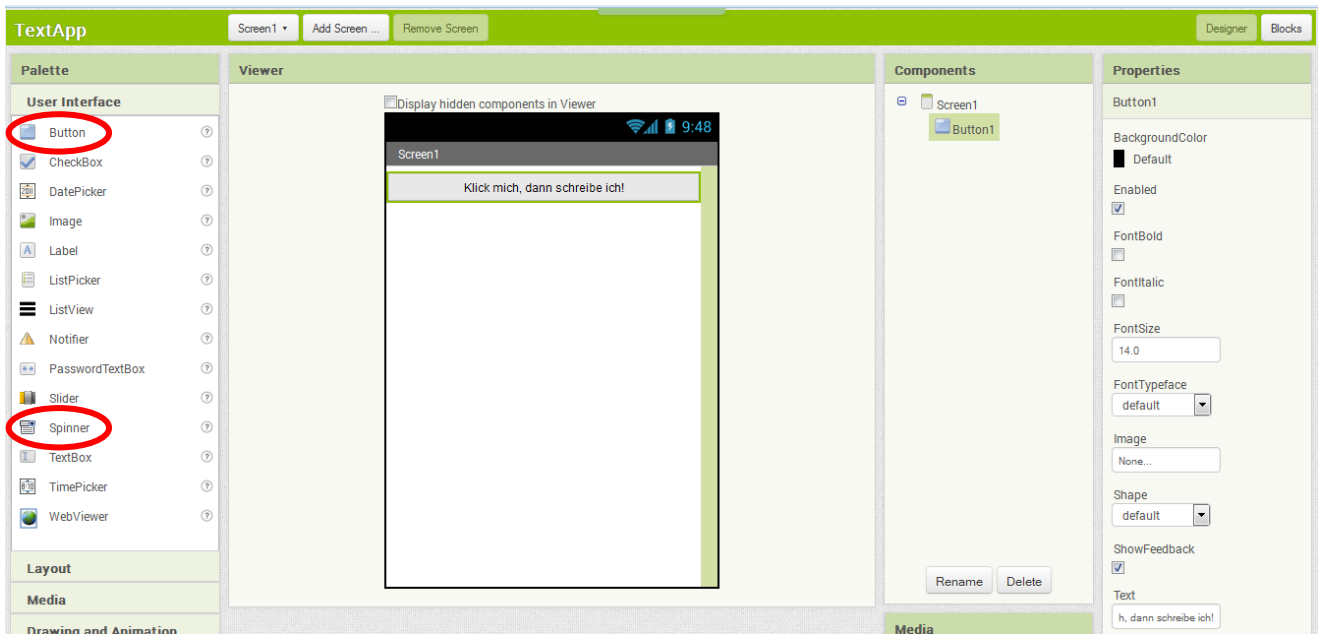 TextApp
Screen1
Add Screen ...
Remove Screen
Designer
Blocks
Palette
User Interface
Button
CheckBox
DatePicker
Image
Label
ListPicker
ListView
Notifier
PasswordTextBox
Slider
Spinner
TextBox
TimePicker
WebViewer
Layout
Media
Drawing and Animation
Viewer
Display hidden components in Viewer
9:48
Screen1
Klick mich, dann schreibe ich!
Components
Screen1
Button1
Rename
Delete
Media
Properties
Button1
BackgroundColor
Default
Enabled
FontBold
FontItalic
FontSize
14.0
FontTypeface
default
Image
None...
Shape
default
ShowFeedback
Text
h, dann schreibe ich!